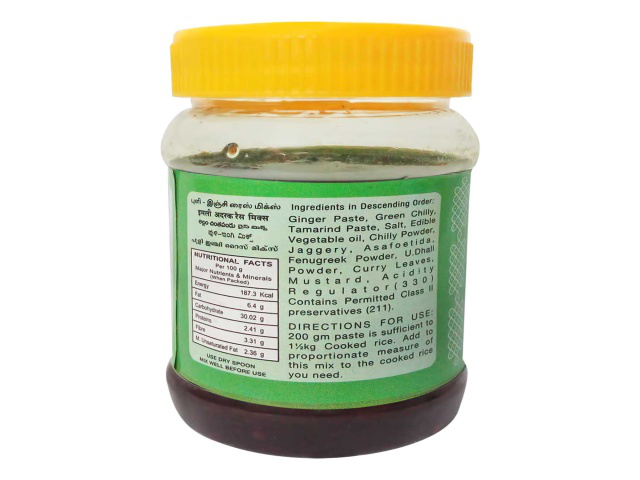 புளி - இஞ்சி ரைஸ் மிக்ஸ்
इमली अदरक रैस मिक्स
NUTRITIONAL FACTS
Per 100 g
Major Nutrients & Minerals
(When Packed)
Energy 187.3 Kcal
Fat 6.4 g
Carbohydrate 30.02 g
Proteins 2.41 g
Fibre 3.31 g
M. Unsaturated Fat 2.36 g
USE DRY SPOON
MIX WELL BEFORE USE
Ingredients in Descending Order:
Ginger Paste, Green Chilly,
Tamarind Paste, Salt, Edible
Vegetable oil, Chilly Powder,
Jaggery, Asafoetida,
Fenugreek Powder, U.Dhall
Powder, Curry Leaves,
Mustard, Acidity
Regulator(330)
Contains Permitted Class II
preservatives (211).
DIRECTIONS FOR USE:
200 gm paste is sufficient to
1½kg Cooked rice. Add to
proportionate measure of
this mix to the cooked rice
you need.